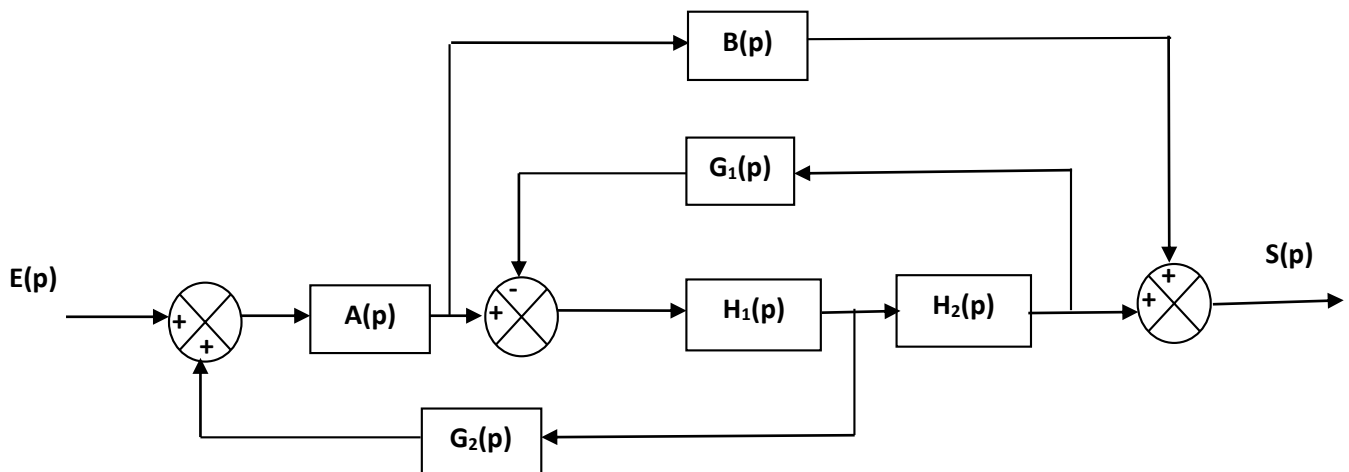 B(p)
G₁(p)
E(p)
S(p)
+
+
A(p)
+
-
H₁(p)
H₂(p)
+
+
G₂(p)